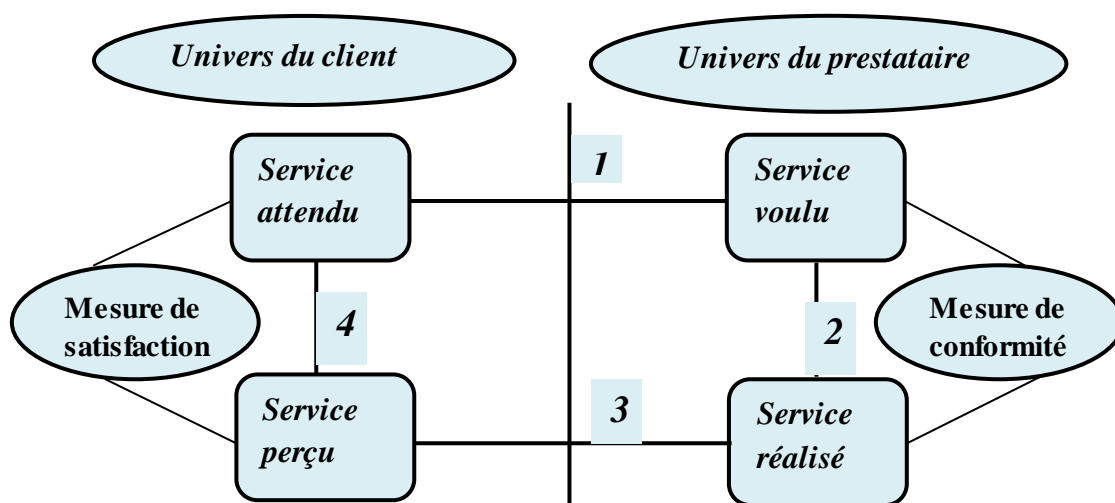 Univers du client
Univers du prestataire
1
Service
attendu
Service
voulu
Mesure de
satisfaction
4
2
Mesure de
conformité
Service
perçu
3
Service
réalisé